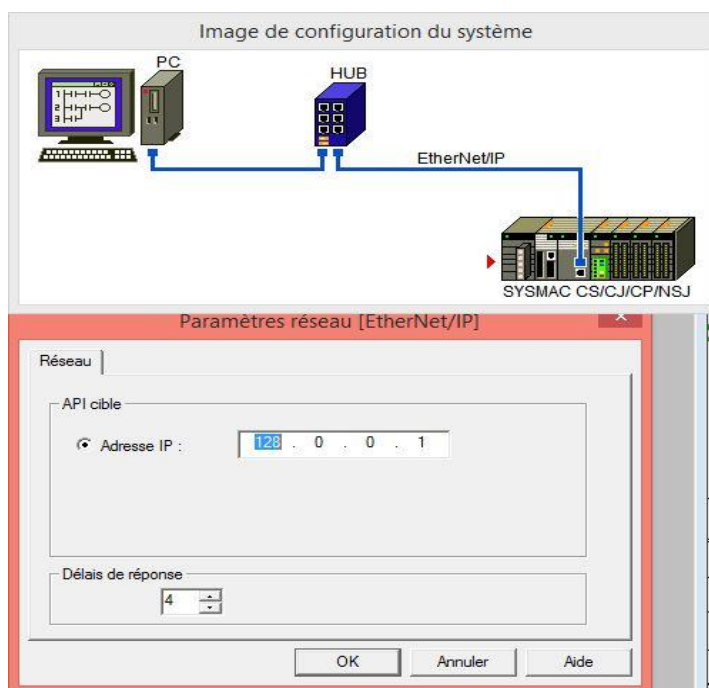 Image de configuration du système
PC
HUB
EtherNet/IP
SYSMAC CS/CJ/CP/NSJ
Paramètres réseau [EtherNet/IP]
Réseau
API cible
Adresse IP : 128 . 0 . 0 . 1
Délais de réponse
4
OK Annuler Aide